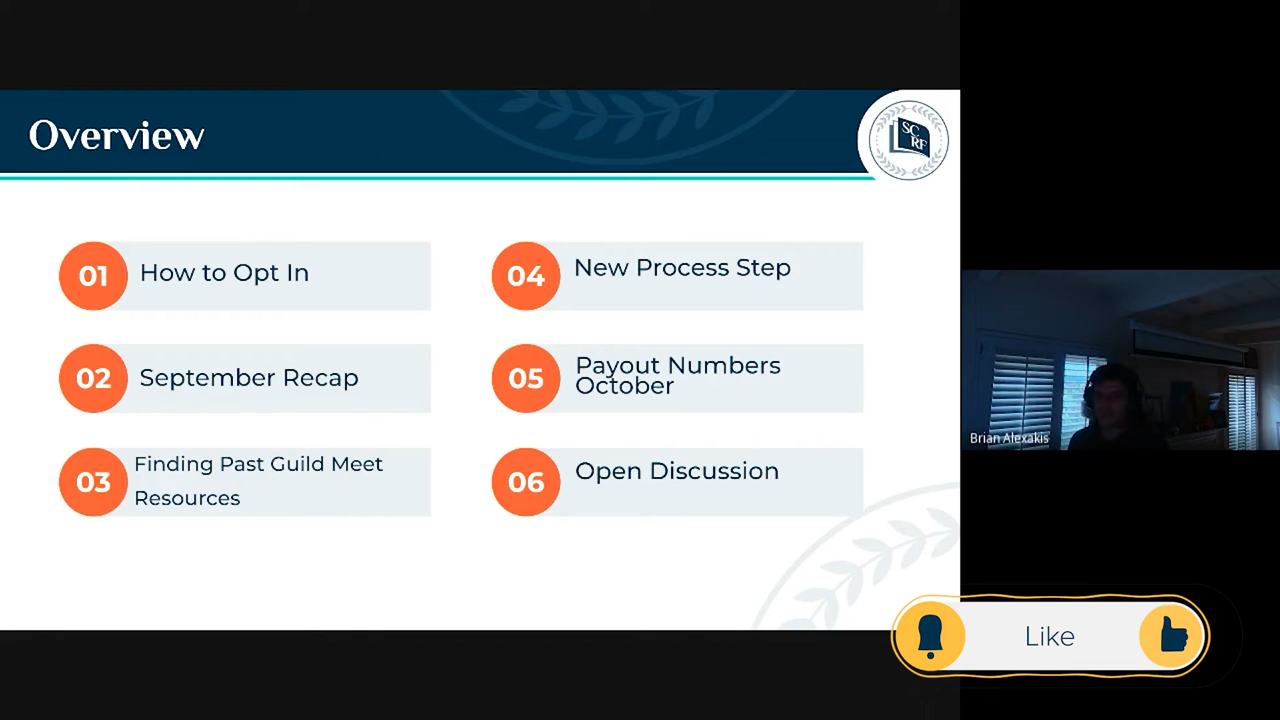 Overview
SC
RF
01
How to Opt In
02
September Recap
03
Finding Past Guild Meet
Resources
04
New Process Step
05
Payout Numbers
October
06
Open Discussion
Brian Alexakis
Like